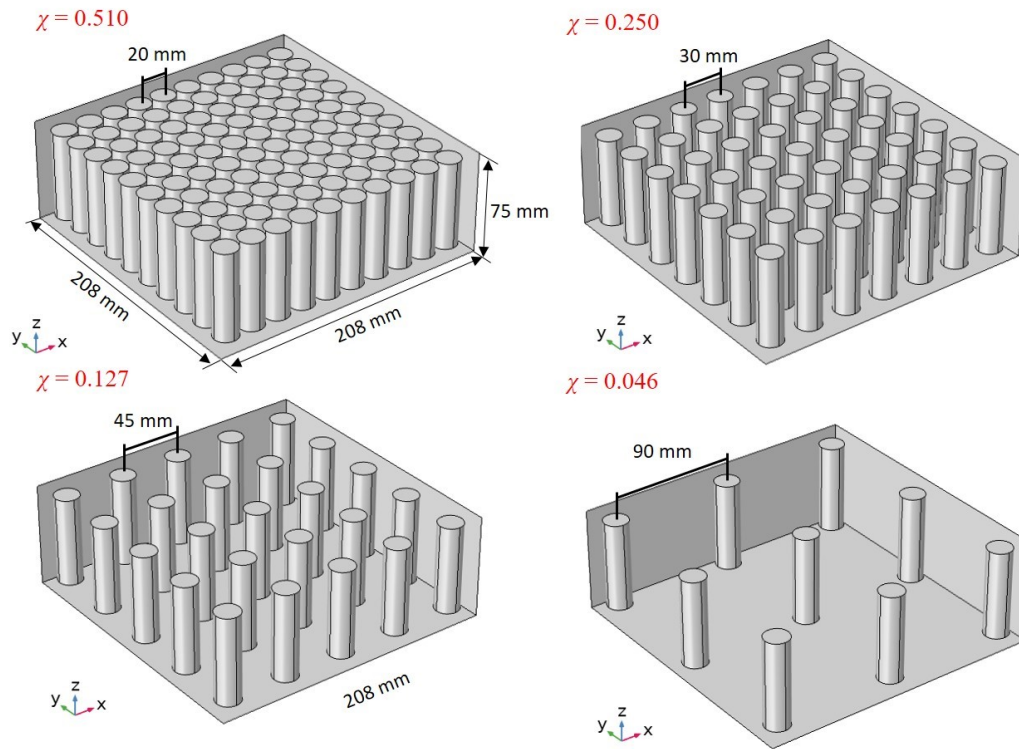 χ = 0.510
20 mm
75 mm
208 mm
208 mm
z
y
x
χ = 0.250
30 mm
z
y
x
χ = 0.127
45 mm
208 mm
z
y
x
χ = 0.046
90 mm
z
y
x